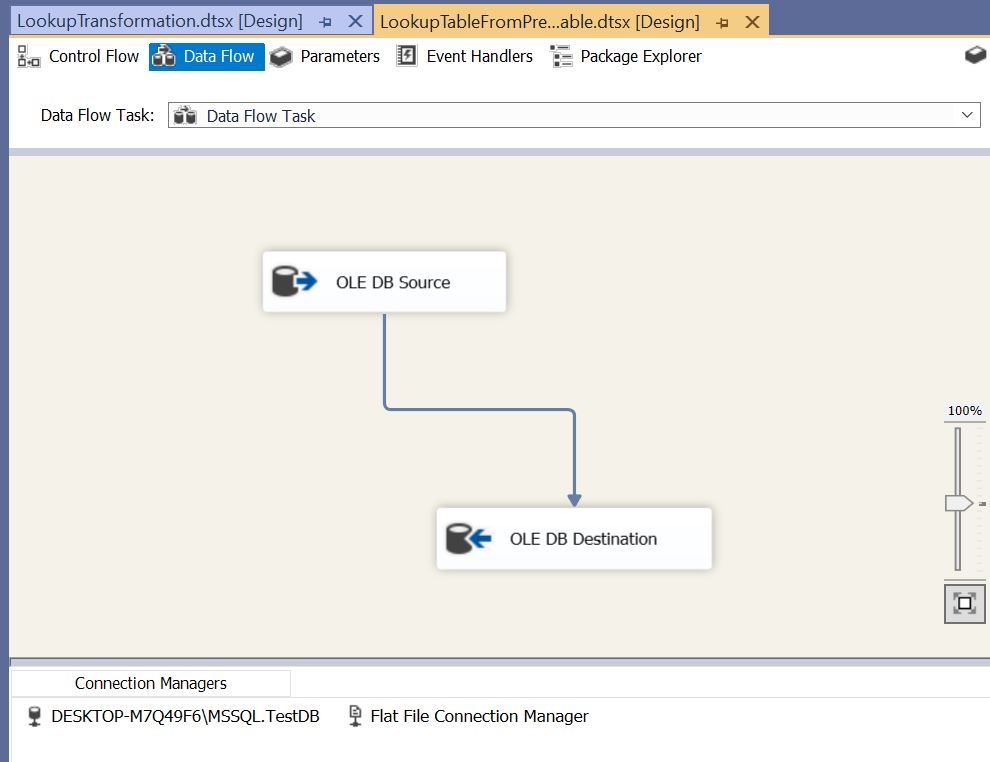 LookupTransformation.dtsx [Design]
LookupTableFromPre...able.dtsx [Design]
Control Flow
Data Flow
Parameters
Event Handlers
Package Explorer
Data Flow Task:
Data Flow Task
OLE DB Source
100%
OLE DB Destination
Connection Managers
DESKTOP-M7Q49F6\MSSQL.TestDB
Flat File Connection Manager